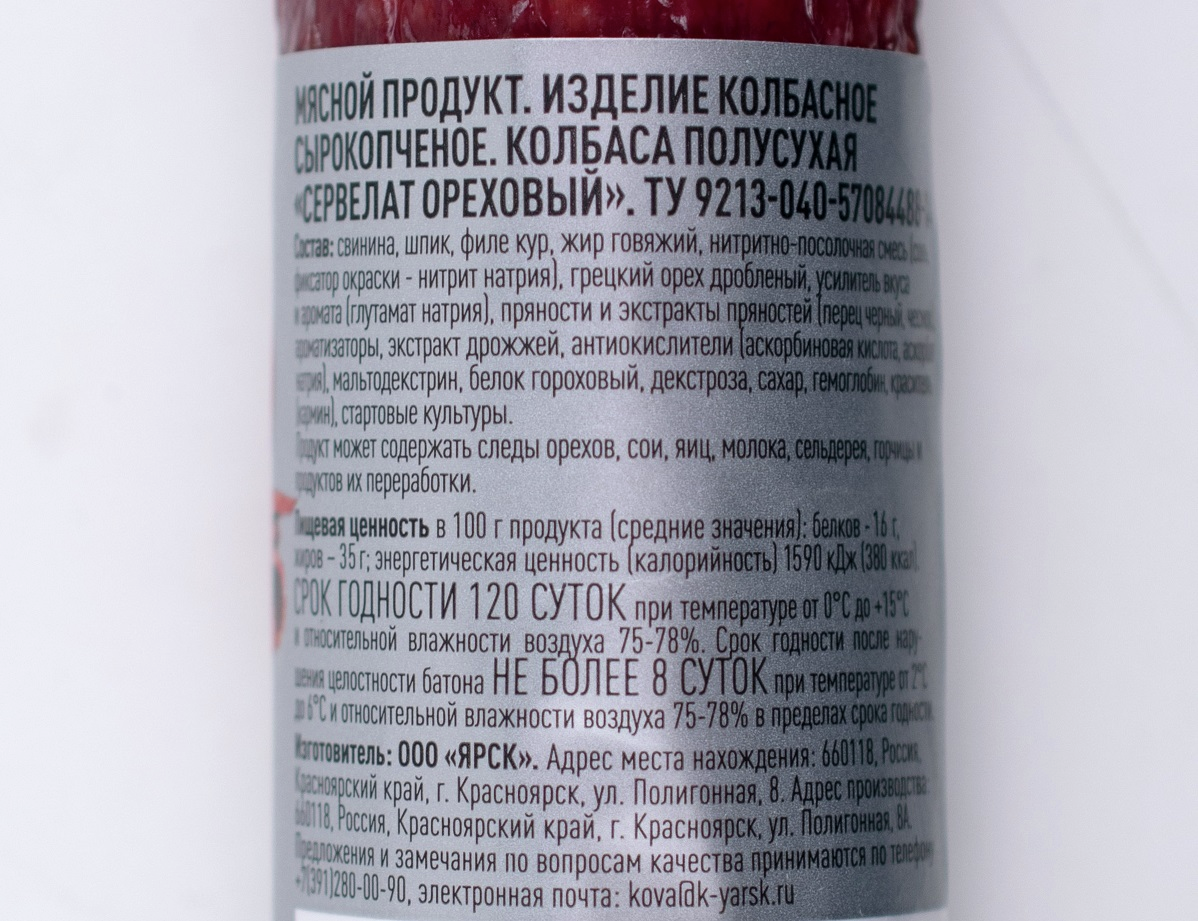 МЯСНОЙ ПРОДУКТ. ИЗДЕЛИЕ КОЛБАСНОЕ
СЫРОКОПЧЕНОЕ. КОЛБАСА ПОЛУСУХАЯ
«СЕРВЕЛАТ ОРЕХОВЫЙ». ТУ 9213-040-57084488-
Состав: свинина, шпик, филе кур, жир говяжий, нитритно-посолочная смесь (соль,
фиксатор окраски - нитрит натрия), грецкий орех дробленый, усилитель вкуса
и аромата (глутамат натрия), пряности и экстракты пряностей (перец черный, чеснок),
ароматизаторы, экстракт дрожжей, антиокислители (аскорбиновая кислота,
натрия), мальтодекстрин, белок гороховый, декстроза, сахар, гемоглобин, краситель
(кармин), стартовые культуры.
Продукт может содержать следы орехов, сои, яиц, молока, сельдерея, горчицы и
продуктов их переработки.
Пищевая ценность в 100 г продукта (средние значения): белков - 16 г,
жиров – 35 г; энергетическая ценность (калорийность) 1590 кДж (380 ккал).
СРОК ГОДНОСТИ 120 СУТОК при температуре от 0°С до +15°С
и относительной влажности воздуха 75-78%. Срок годности после нару-
шения целостности батона НЕ БОЛЕЕ 8 СУТОК при температуре от 2°С
до 6°С и относительной влажности воздуха 75-78% в пределах срока годности.
Изготовитель: ООО «ЯРСК». Адрес места нахождения: 660118, Россия,
Красноярский край, г. Красноярск, ул. Полигонная, 8. Адрес производства:
660118, Россия, Красноярский край, г. Красноярск, ул. Полигонная, 8А.
Предложения и замечания по вопросам качества принимаются по телефону
+7(391)280-00-90, электронная почта: kova@k-yarsk.ru